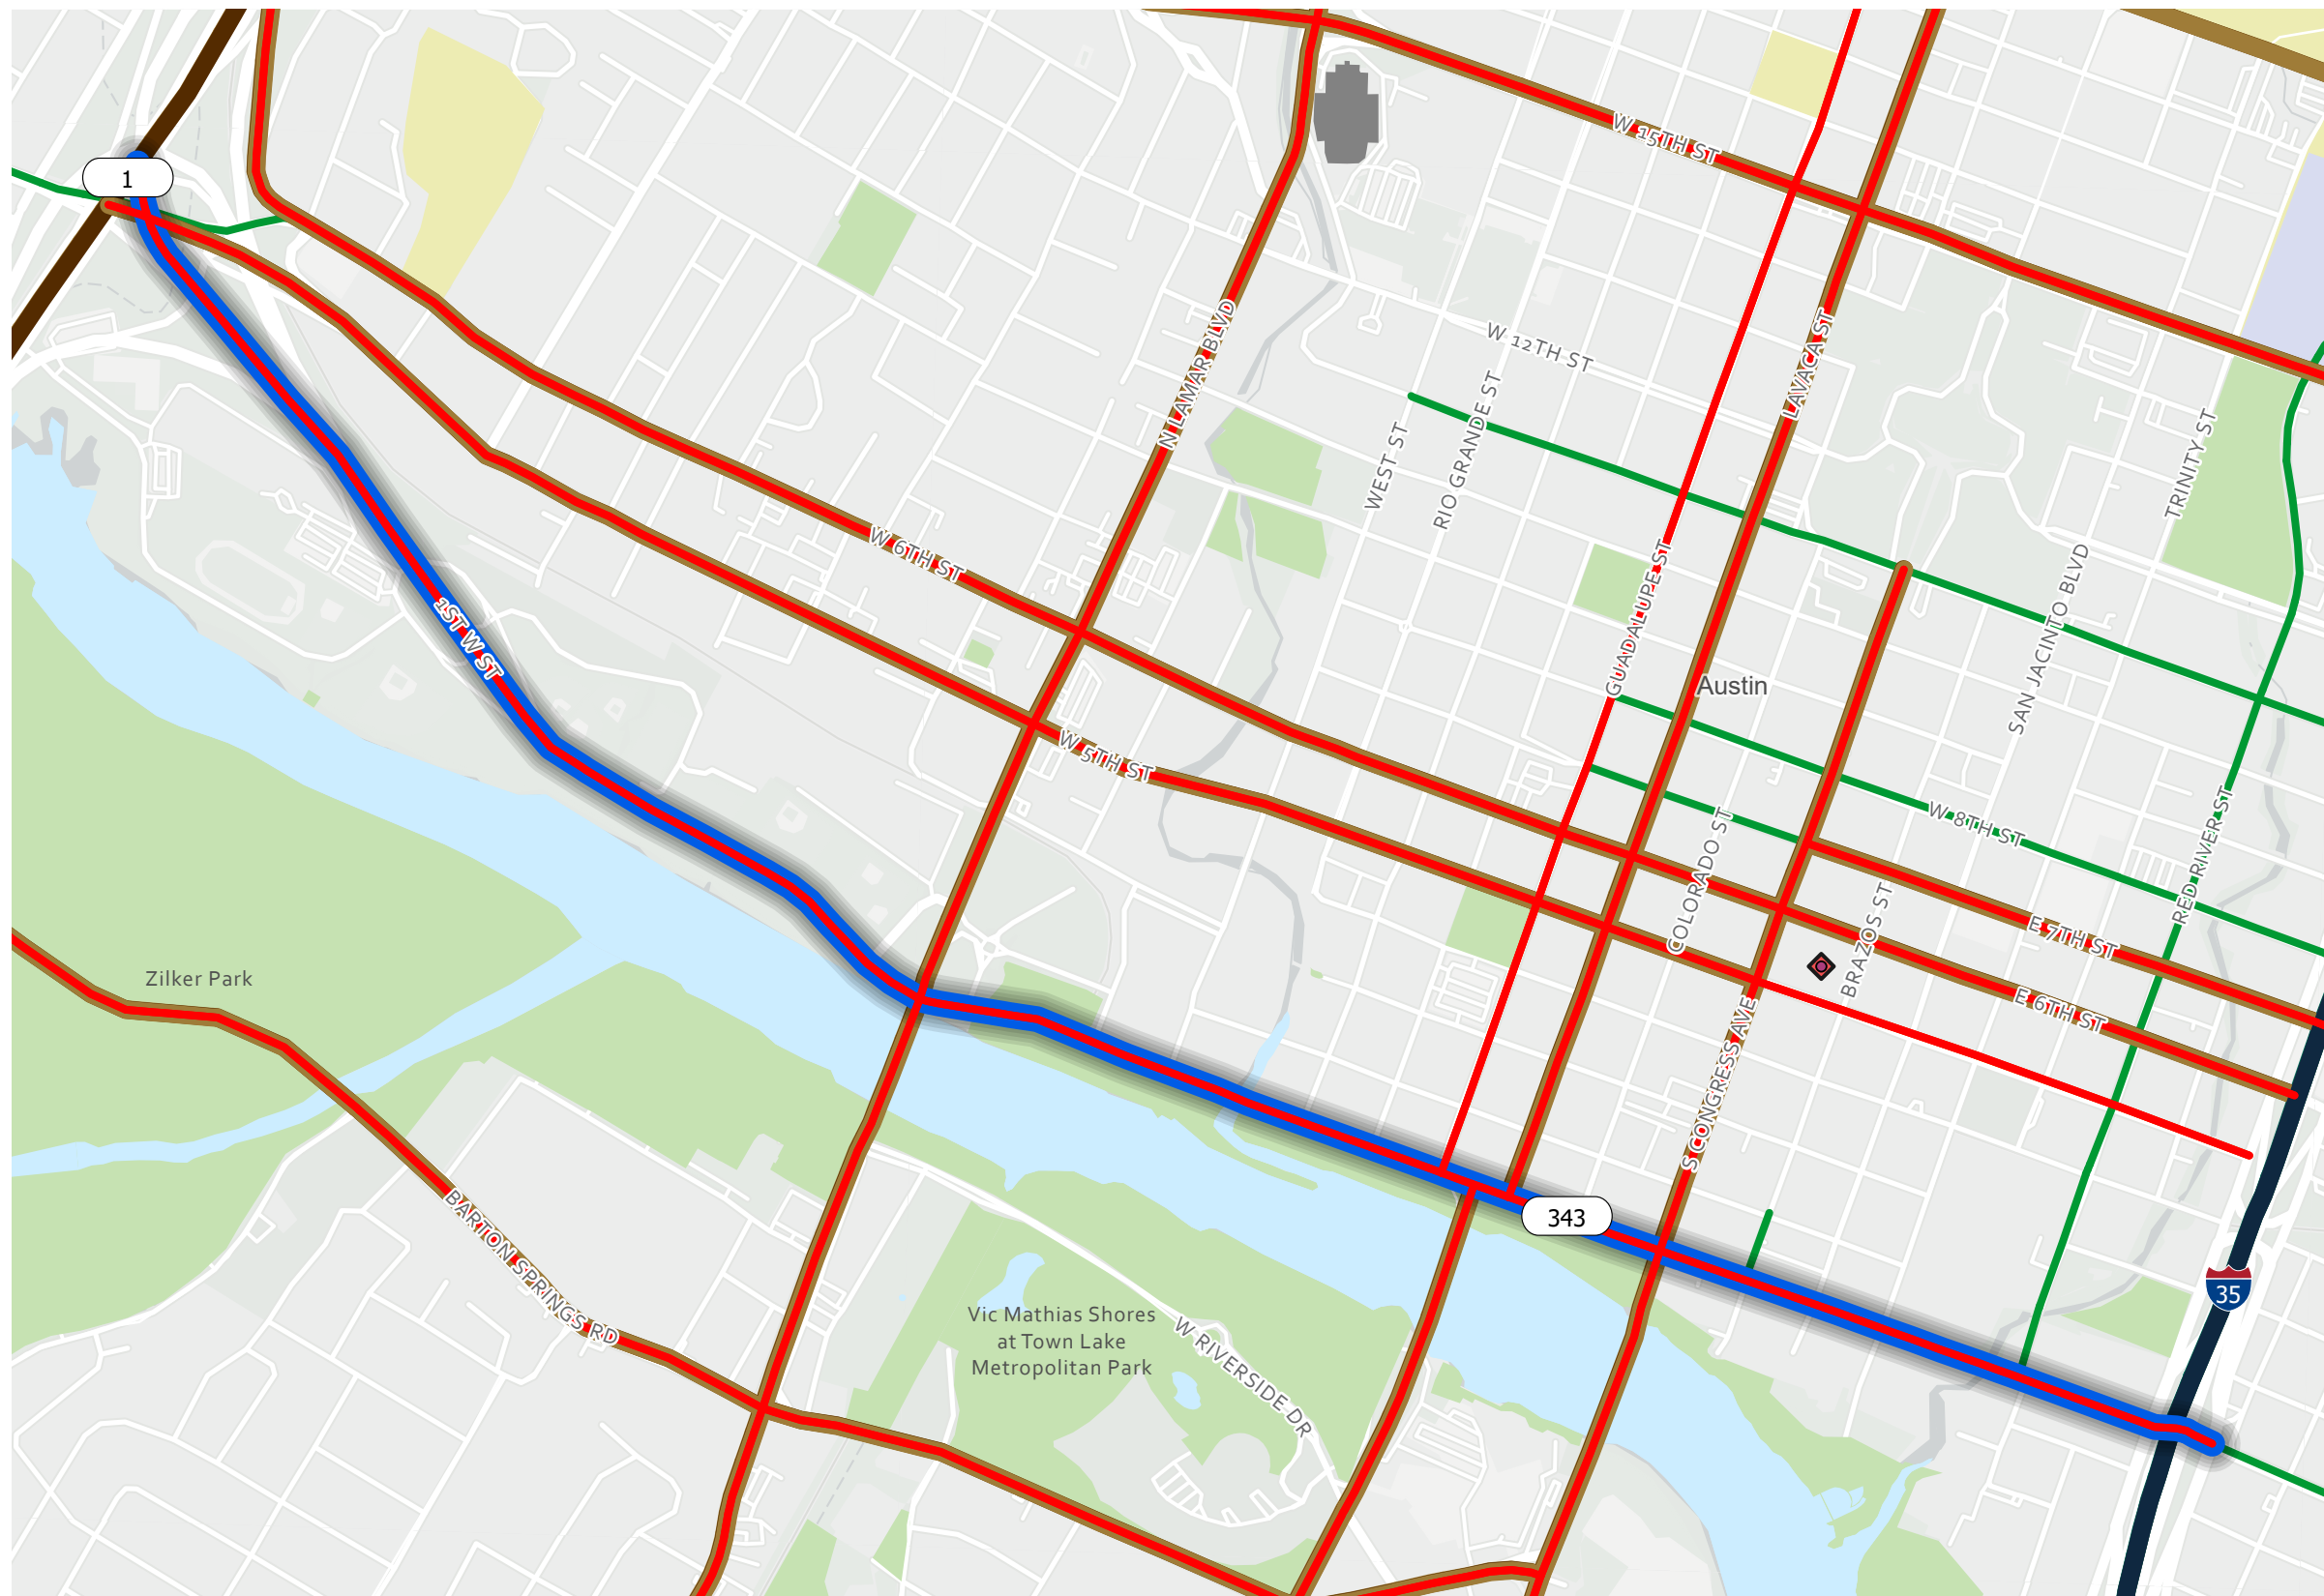 W 15TH ST
1
N LAMAR BLVD
W 12TH ST
LAVACA ST
RIO GRANDE ST
WEST ST
TRINITY ST
W 6TH ST
GUADALUPE ST
SAN JACINTO BLVD
1ST W ST
Austin
W 5TH ST
COLORADO ST
W 8TH ST
RED RIVER ST
BRAZOS ST
E 7TH ST
Zilker Park
E 6TH ST
S CONGRESS AVE
343
BARTON SPRINGS RD
35
Vic Mathias Shores
at Town Lake
Metropolitan Park
W RIVERSIDE DR